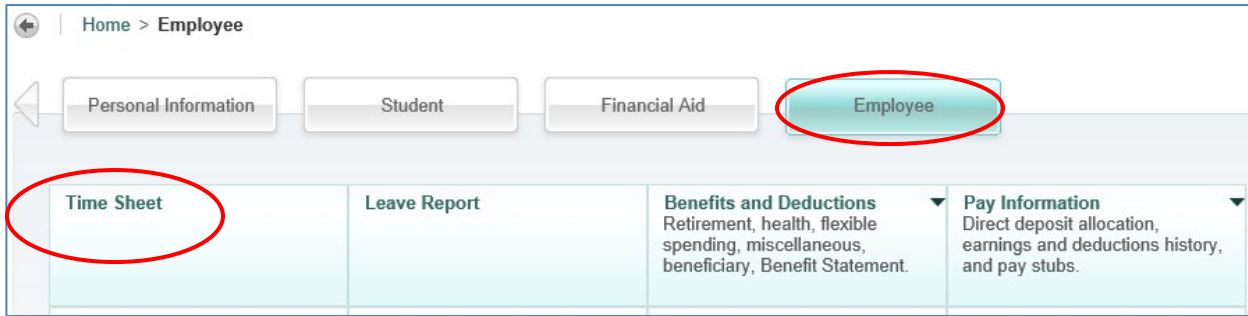 Home > Employee
Personal Information
Student
Financial Aid
Employee
Time Sheet
Leave Report
Benefits and Deductions
Retirement, health, flexible
spending, miscellaneous,
beneficiary, Benefit Statement.
Pay Information
Direct deposit allocation,
earnings and deductions history,
and pay stubs.